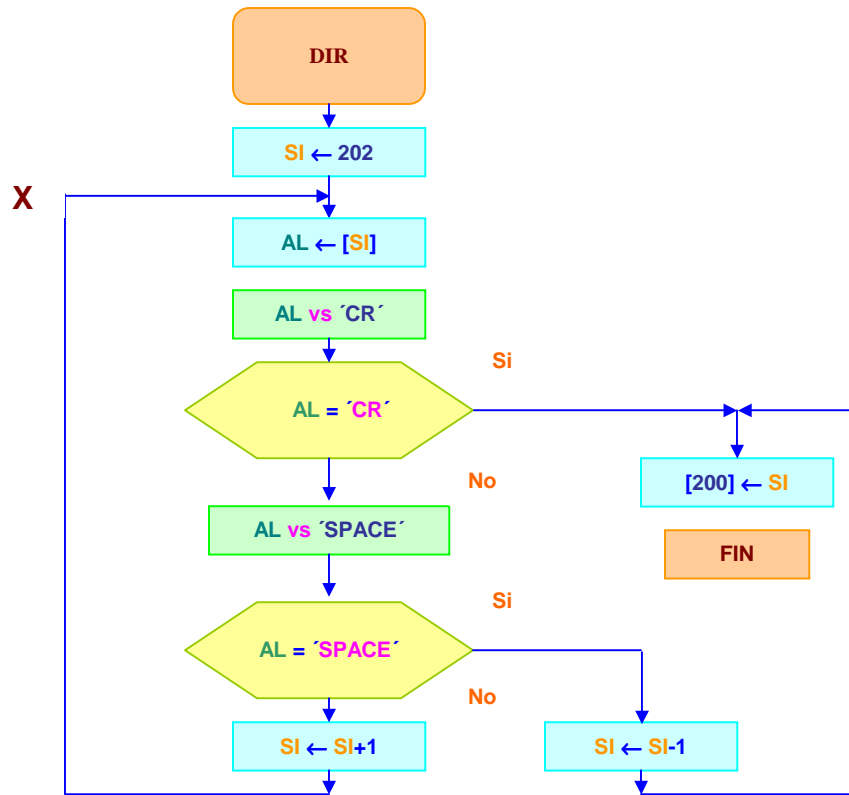 DIR
SI ← 202
X
AL ← [SI]
AL vs ´CR´
Si
AL = ´CR´
No
[200] ← SI
AL vs ´SPACE´
FIN
Si
AL = ´SPACE´
No
SI ← SI+1
SI ← SI-1